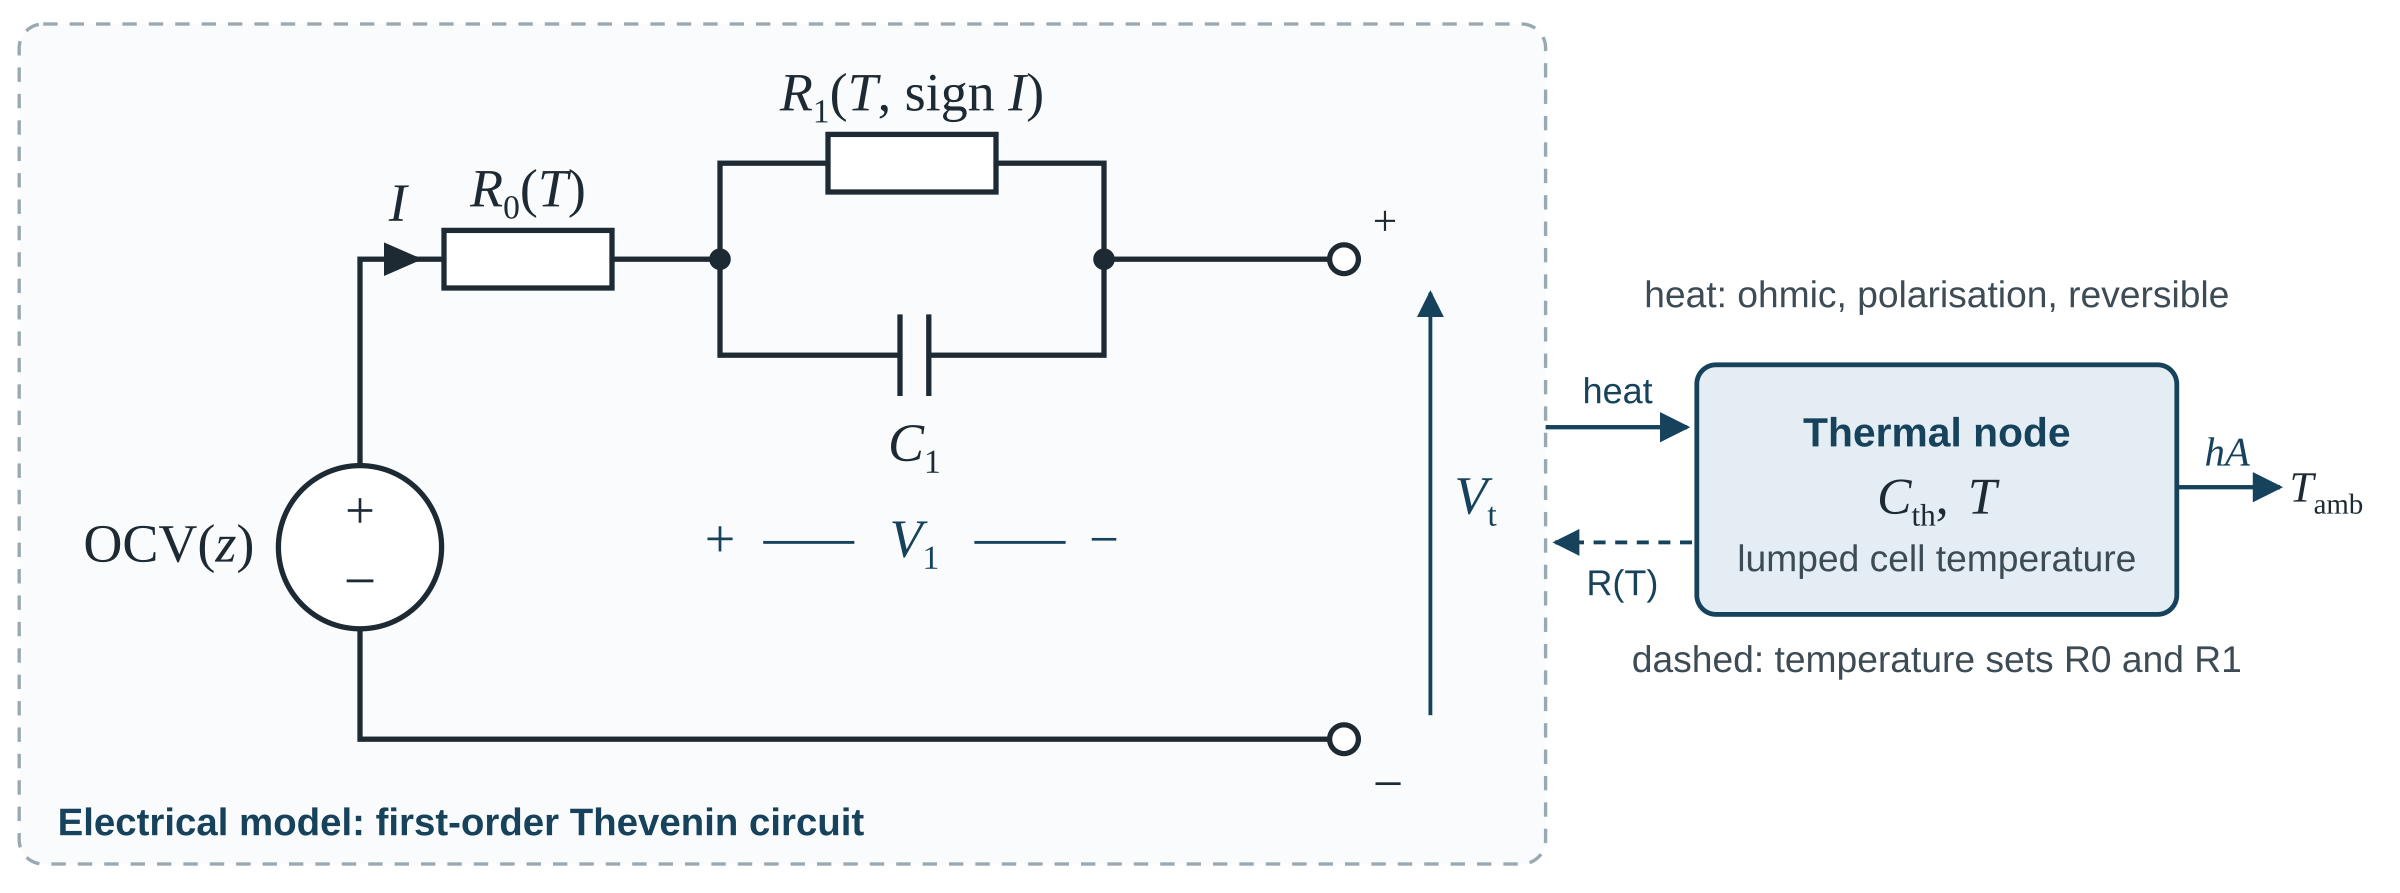 R1(T, sign I)
I
R0(T)
+
C1
OCV(z)
+
−
+ V1 −
Vt
−
Electrical model: first-order Thevenin circuit
heat: ohmic, polarisation, reversible
heat
Thermal node
Cth, T
lumped cell temperature
hA
Tamb
R(T)
dashed: temperature sets R0 and R1